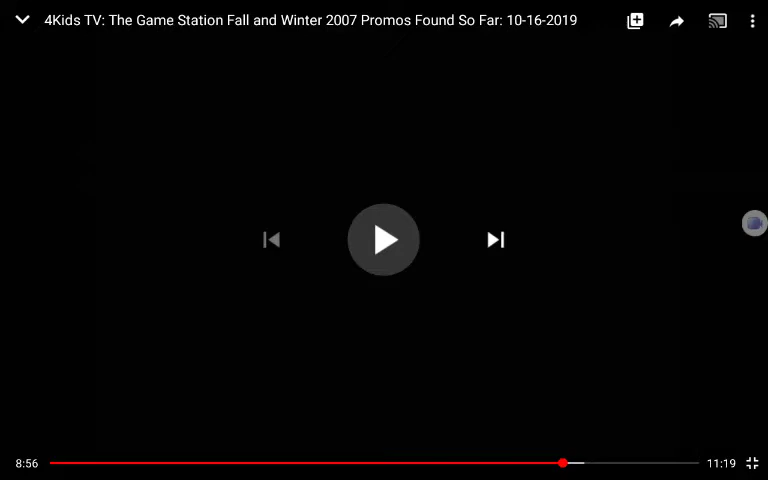 4Kids TV: The Game Station Fall and Winter 2007 Promos Found So Far: 10-16-2019
8:56
11:19